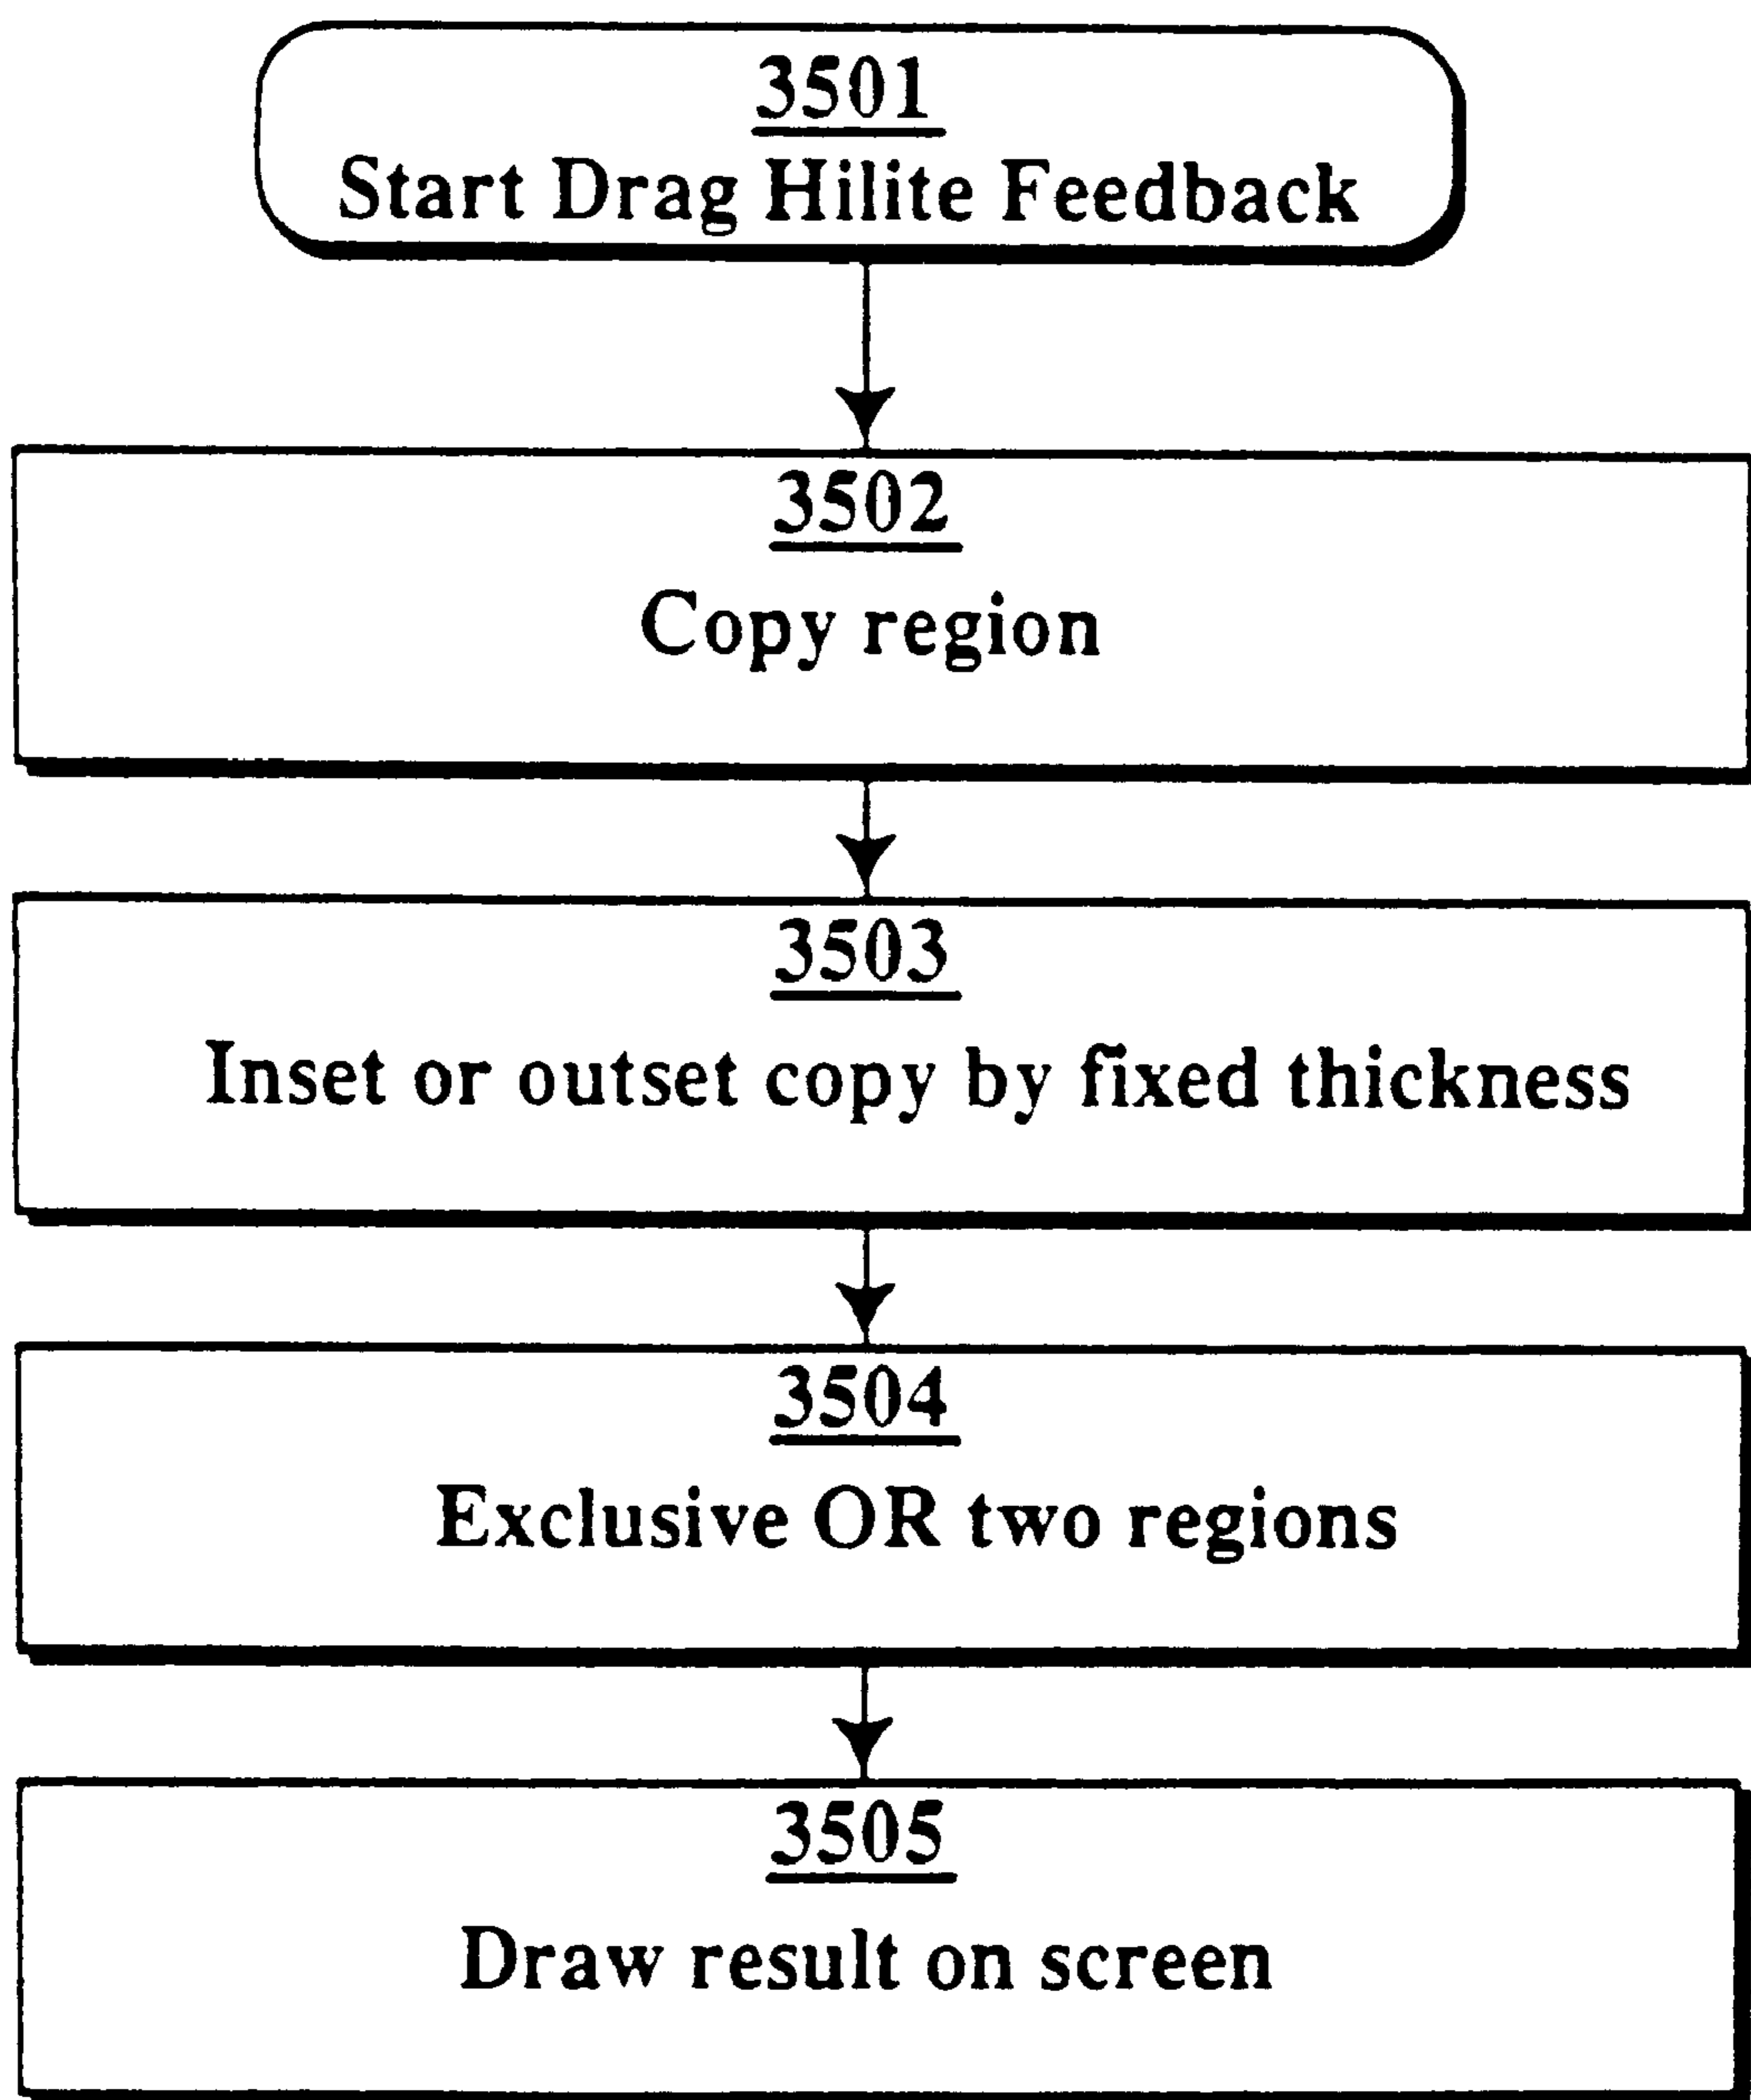 3501
Start Drag Hilite Feedback
3502
Copy region
3503
Inset or outset copy by fixed thickness
3504
Exclusive OR two regions
3505
Draw result on screen